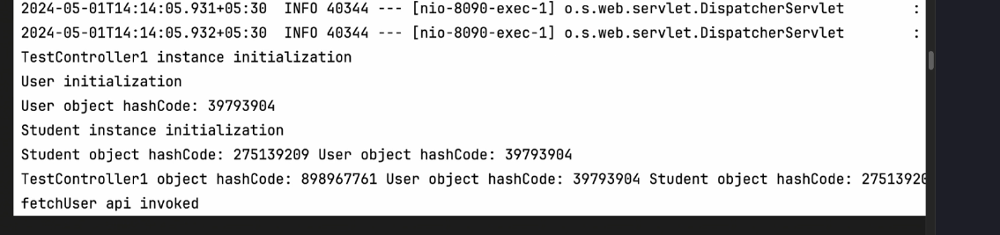 2024-05-01T14:14:05.931+05:30  INFO 40344 --- [nio-8090-exec-1] o.s.web.servlet.DispatcherServlet        :
2024-05-01T14:14:05.932+05:30  INFO 40344 --- [nio-8090-exec-1] o.s.web.servlet.DispatcherServlet        :
TestController1 instance initialization
User initialization
User object hashCode: 39793904
Student instance initialization
Student object hashCode: 275139209 User object hashCode: 39793904
TestController1 object hashCode: 898967761 User object hashCode: 39793904 Student object hashCode: 27513920
fetchUser api invoked